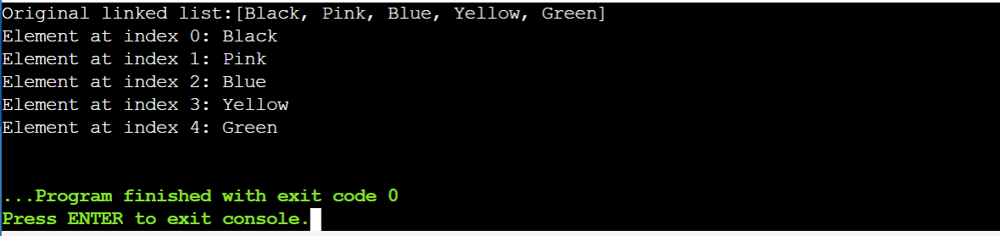 Original linked list:[Black, Pink, Blue, Yellow, Green]
Element at index 0: Black
Element at index 1: Pink
Element at index 2: Blue
Element at index 3: Yellow
Element at index 4: Green
...Program finished with exit code 0
Press ENTER to exit console.